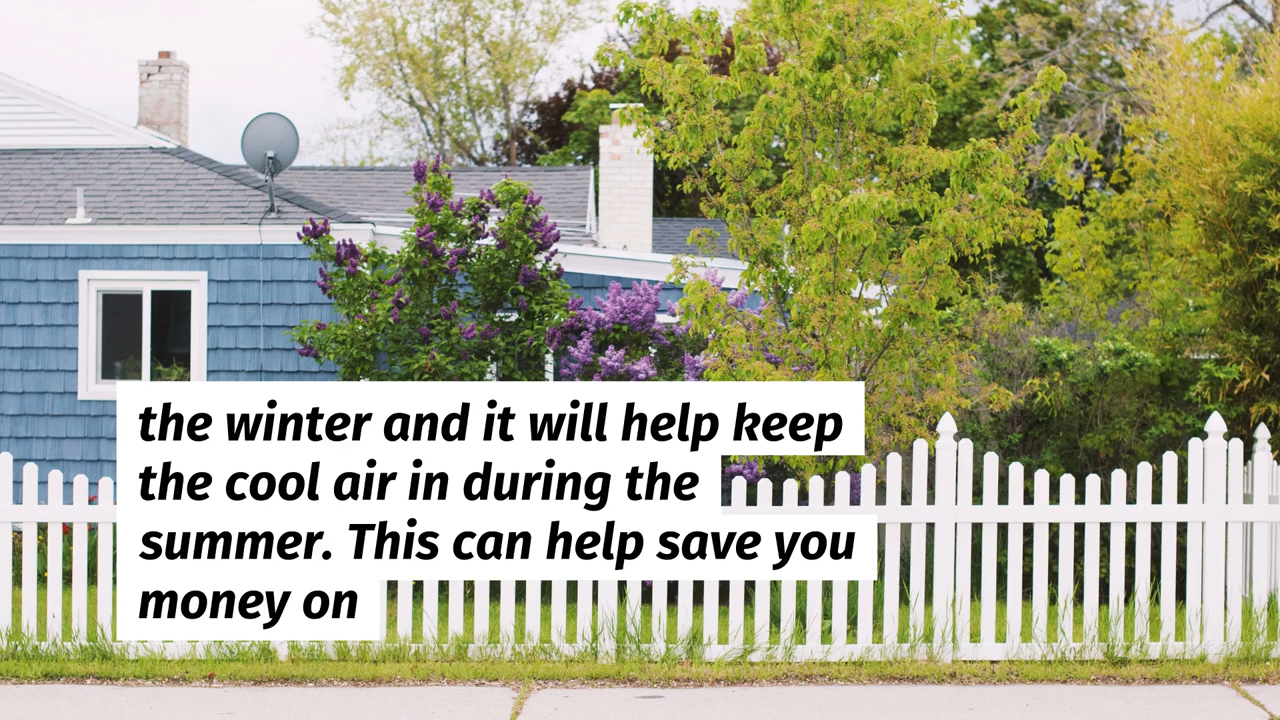 the winter and it will help keep
the cool air in during the
summer. This can help save you
money on